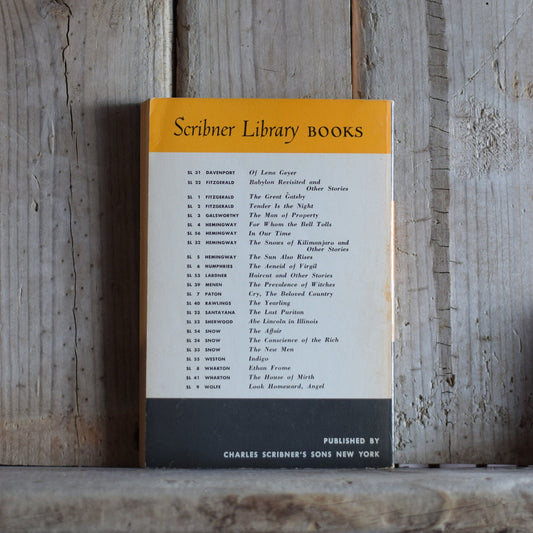 Scribner Library BOOKS
SL 31 DAVENPORT Of Lena Geyer
SL 22 FITZGERALD Babylon Revisited and
Other Stories
SL 1 FITZGERALD The Great Gatsby
SL 2 FITZGERALD Tender Is the Night
SL 3 GALSWORTHY The Man of Property
SL 4 HEMINGWAY For Whom the Bell Tolls
SL 56 HEMINGWAY In Our Time
SL 32 HEMINGWAY The Snows of Kilimanjaro and
Other Stories
SL 5 HEMINGWAY The Sun Also Rises
SL 6 HUMPHRIES The Aeneid of Virgil
SL 53 LARDNER Haircut and Other Stories
SL 39 MENEN The Prevalence of Witches
SL 7 PATON Cry, The Beloved Country
SL 40 RAWLINGS The Yearling
SL 23 SANTAYANA The Last Puritan
SL 33 SHERWOOD Abe Lincoln in Illinois
SL 54 SNOW The Affair
SL 24 SNOW The Conscience of the Rich
SL 35 SNOW The New Men
SL 55 WESTON Indigo
SL 8 WHARTON Ethan Frome
SL 41 WHARTON The House of Mirth
SL 9 WOLFE Look Homeward, Angel
PUBLISHED BY
CHARLES SCRIBNER'S SONS NEW YORK